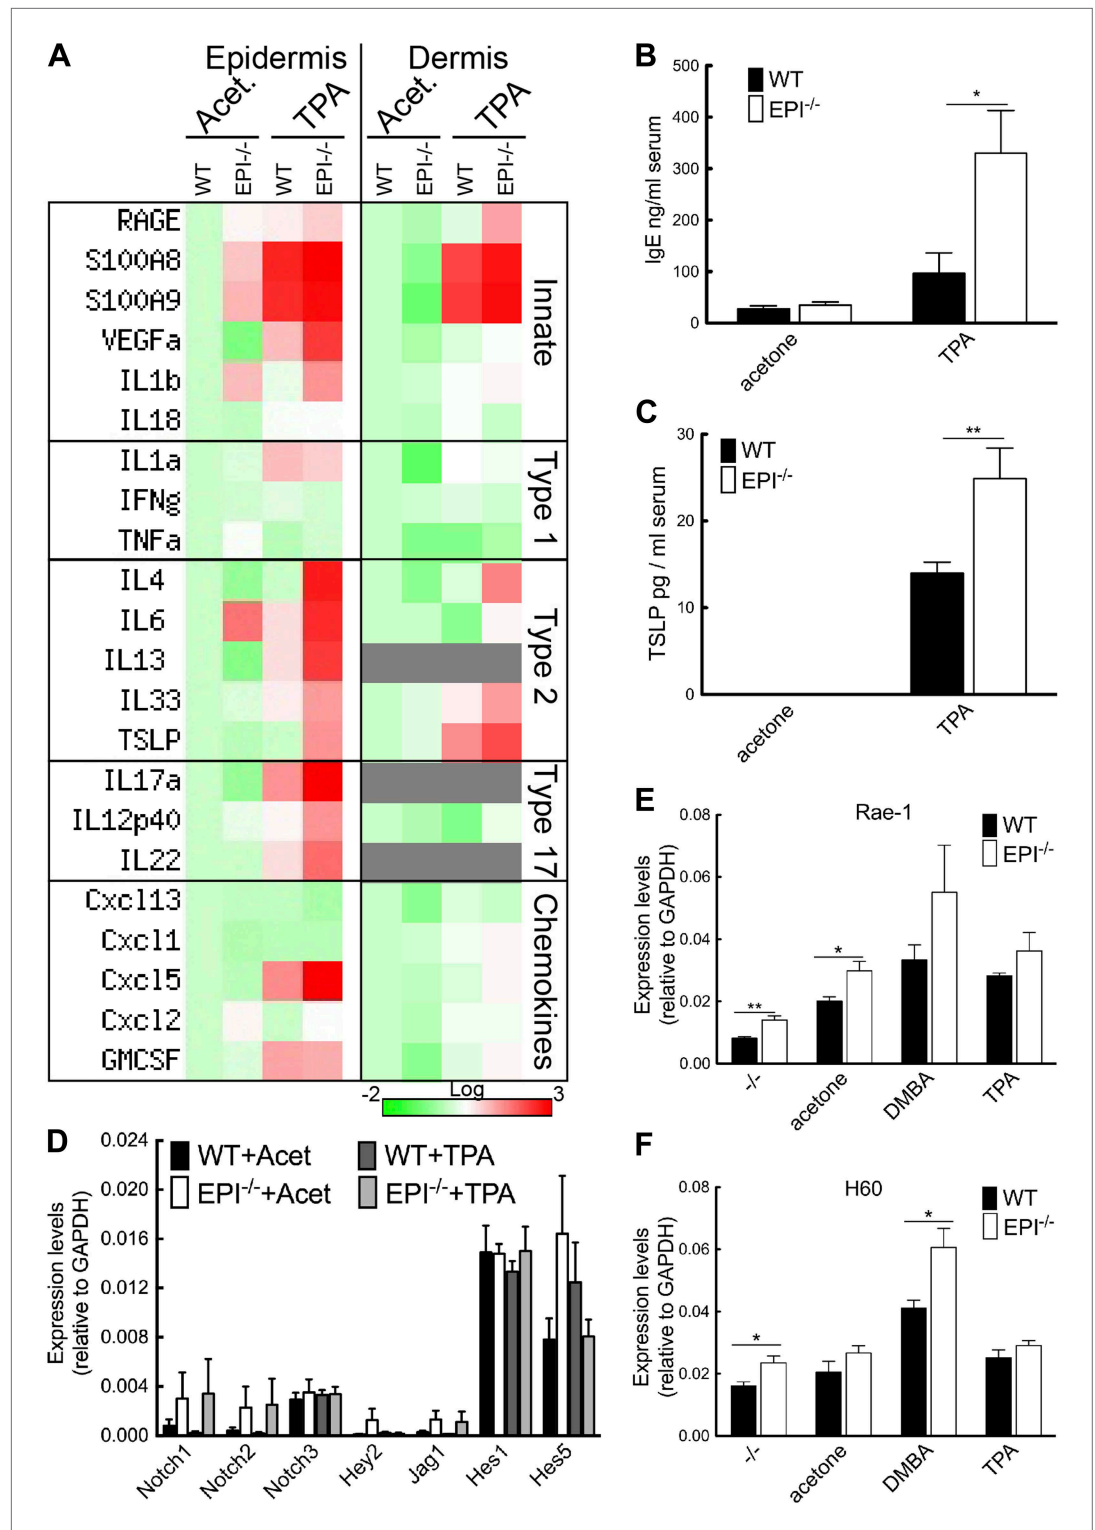 A
Epidermis
Dermis
Acet.
TPA
Acet.
TPA
WT
EPI-/-
WT
EPI-/-
WT
EPI-/-
WT
EPI-/-
RAGE
S100A8
S100A9
VEGFa
IL1b
IL18
Innate
IL1a
IFNg
TNFa
Type 1
IL4
IL6
IL13
IL33
TSLP
Type 2
IL17a
IL12p40
IL22
Type 17
Cxcl13
Cxcl1
Cxcl5
Cxcl2
GMCSF
Chemokines
-2
Log
3
B
WT
EPI-/-
*
IgE ng/ml serum
500
400
300
200
100
0
acetone
TPA
C
WT
EPI-/-
**
TSLP pg / ml serum
30
20
10
0
acetone
TPA
D
WT+Acet
WT+TPA
EPI-/-+Acet
EPI-/-+TPA
Expression levels
(relative to GAPDH)
0.024
0.020
0.016
0.012
0.008
0.004
0.000
Notch1
Notch2
Notch3
Hey2
Jag1
Hes1
Hes5
E
Rae-1
WT
EPI-/-
Expression levels
(relative to GAPDH)
0.08
0.06
0.04
0.02
0.00
**
*
-/-
acetone
DMBA
TPA
F
H60
WT
EPI-/-
Expression levels
(relative to GAPDH)
0.08
0.06
0.04
0.02
0.00
*
*
-/-
acetone
DMBA
TPA